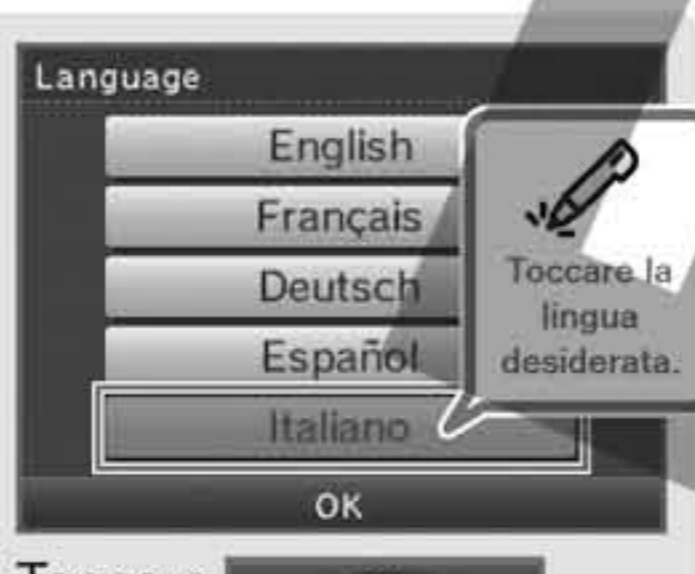 Language
English
Français
Deutsch
Español
Italiano
Toccare la
lingua
desiderata.
OK